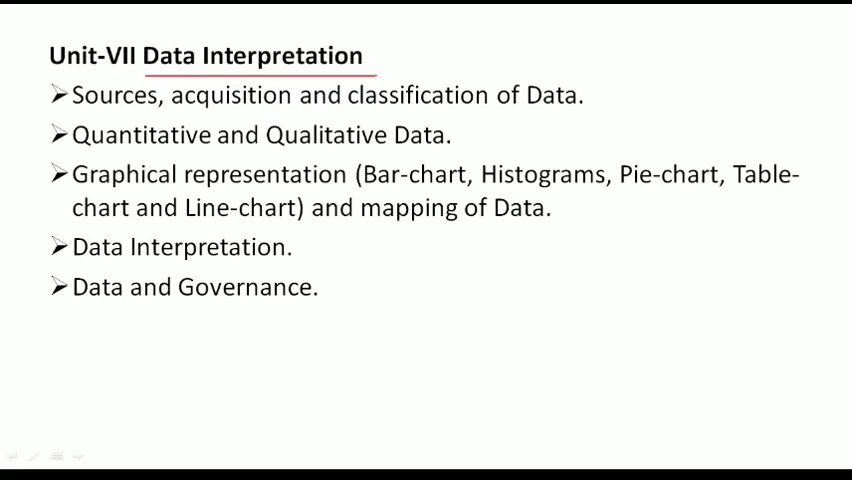 Unit-VII Data Interpretation
➢Sources, acquisition and classification of Data.
➢Quantitative and Qualitative Data.
➢Graphical representation (Bar-chart, Histograms, Pie-chart, Table-
chart and Line-chart) and mapping of Data.
➢Data Interpretation.
➢Data and Governance.